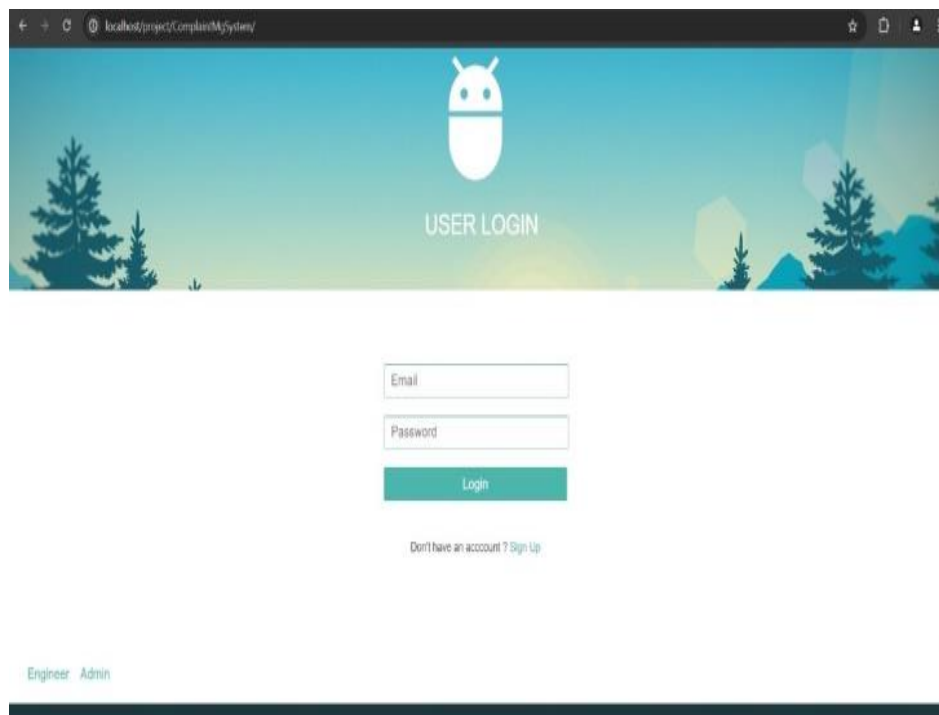 localhost/project/ComplaintMgSystem/
USER LOGIN
Email
Password
Login
Don't have an acccount ? Sign Up
Engineer Admin